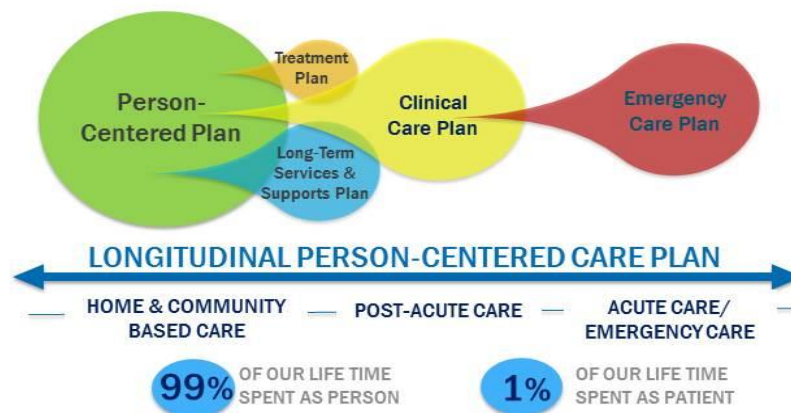 Person-
Centered Plan
Treatment
Plan
Long-Term
Services &
Supports Plan
Clinical
Care Plan
Emergency
Care Plan
LONGITUDINAL PERSON-CENTERED CARE PLAN
HOME & COMMUNITY
BASED CARE
POST-ACUTE CARE
ACUTE CARE/
EMERGENCY CARE
99%
OF OUR LIFE TIME
SPENT AS PERSON
1%
OF OUR LIFE TIME
SPENT AS PATIENT